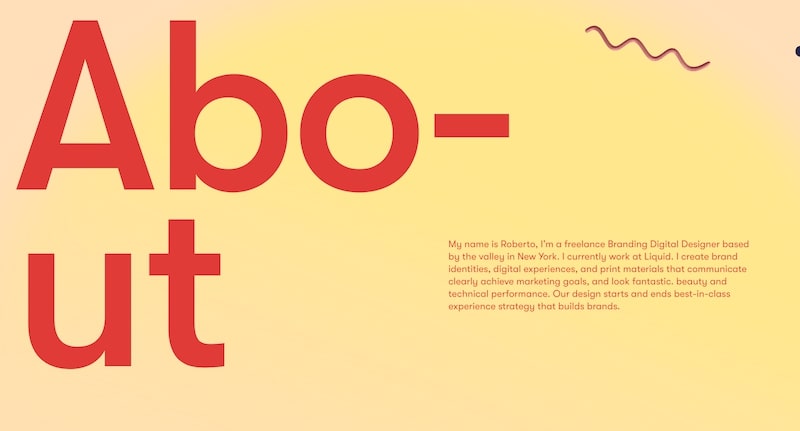 Abo-
ut
My name is Roberto, I'm a freelance Branding Digital Designer based
by the valley in New York. I currently work at Liquid. I create brand
identities, digital experiences, and print materials that communicate
clearly achieve marketing goals, and look fantastic. beauty and
technical performance. Our design starts and ends best-in-class
experience strategy that builds brands.